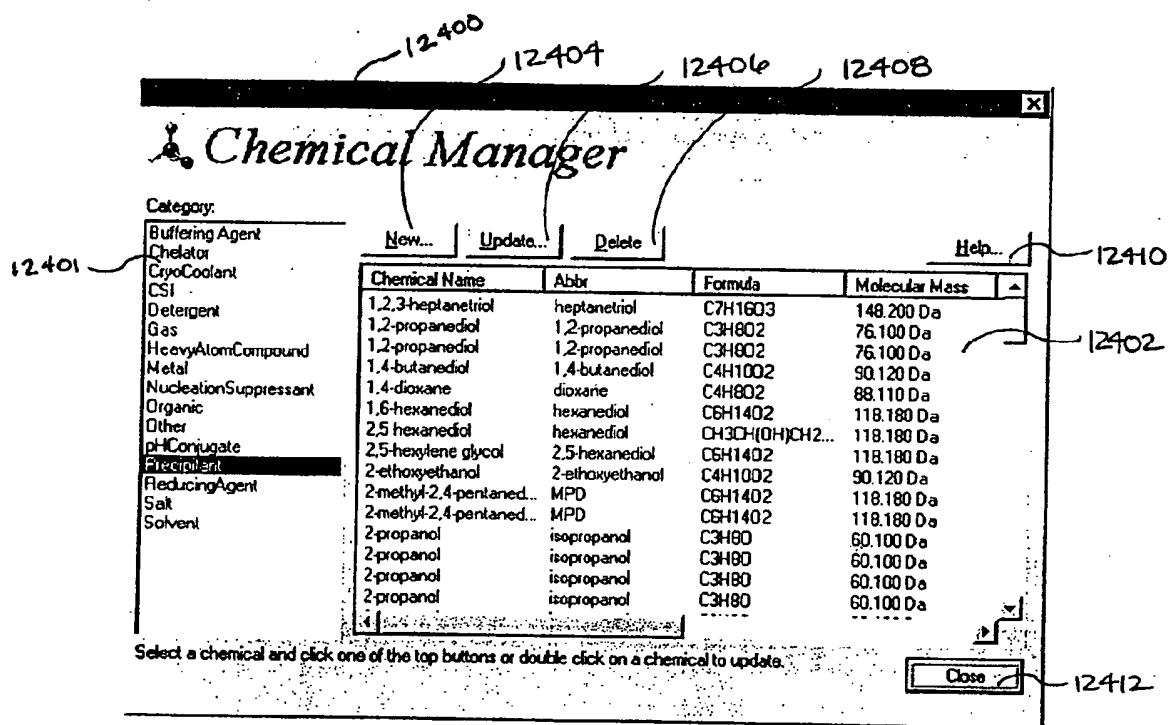 12400
12404 12406 12408
Chemical Manager
Category:
Buffering Agent
Chelator
CryoCoolant
CSI
Detergent
Gas
HeavyAtomCompound
Metal
NucleationSuppressant
Organic
Other
pHConjugate
Precipitant
ReducingAgent
Salt
Solvent
12401
New... Update... Delete Help...
12410
Chemical Name Abbr Formula Molecular Mass
1,2,3-heptanetriol heptanetriol C7H16O3 148.200 Da
1,2-propanediol 1,2-propanediol C3H8O2 76.100 Da
1,2-propanediol 1,2-propanediol C3H8O2 76.100 Da
12402
1,4-butanediol 1,4-butanediol C4H10O2 90.120 Da
1,4-dioxane dioxane C4H8O2 88.110 Da
1,6-hexanediol hexanediol C6H14O2 118.180 Da
2,5 hexanediol hexanediol CH3CH(OH)CH2... 118.180 Da
2,5-hexylene glycol 2,5-hexanediol C6H14O2 118.180 Da
2-ethoxyethanol 2-ethoxyethanol C4H10O2 90.120 Da
2-methyl-2,4-pentaned... MPD C6H14O2 118.180 Da
2-methyl-2,4-pentaned... MPD C6H14O2 118.180 Da
2-propanol isopropanol C3H8O 60.100 Da
2-propanol isopropanol C3H8O 60.100 Da
2-propanol isopropanol C3H8O 60.100 Da
2-propanol isopropanol C3H8O 60.100 Da
Select a chemical and click one of the top buttons or double click on a chemical to update.
Close
12412